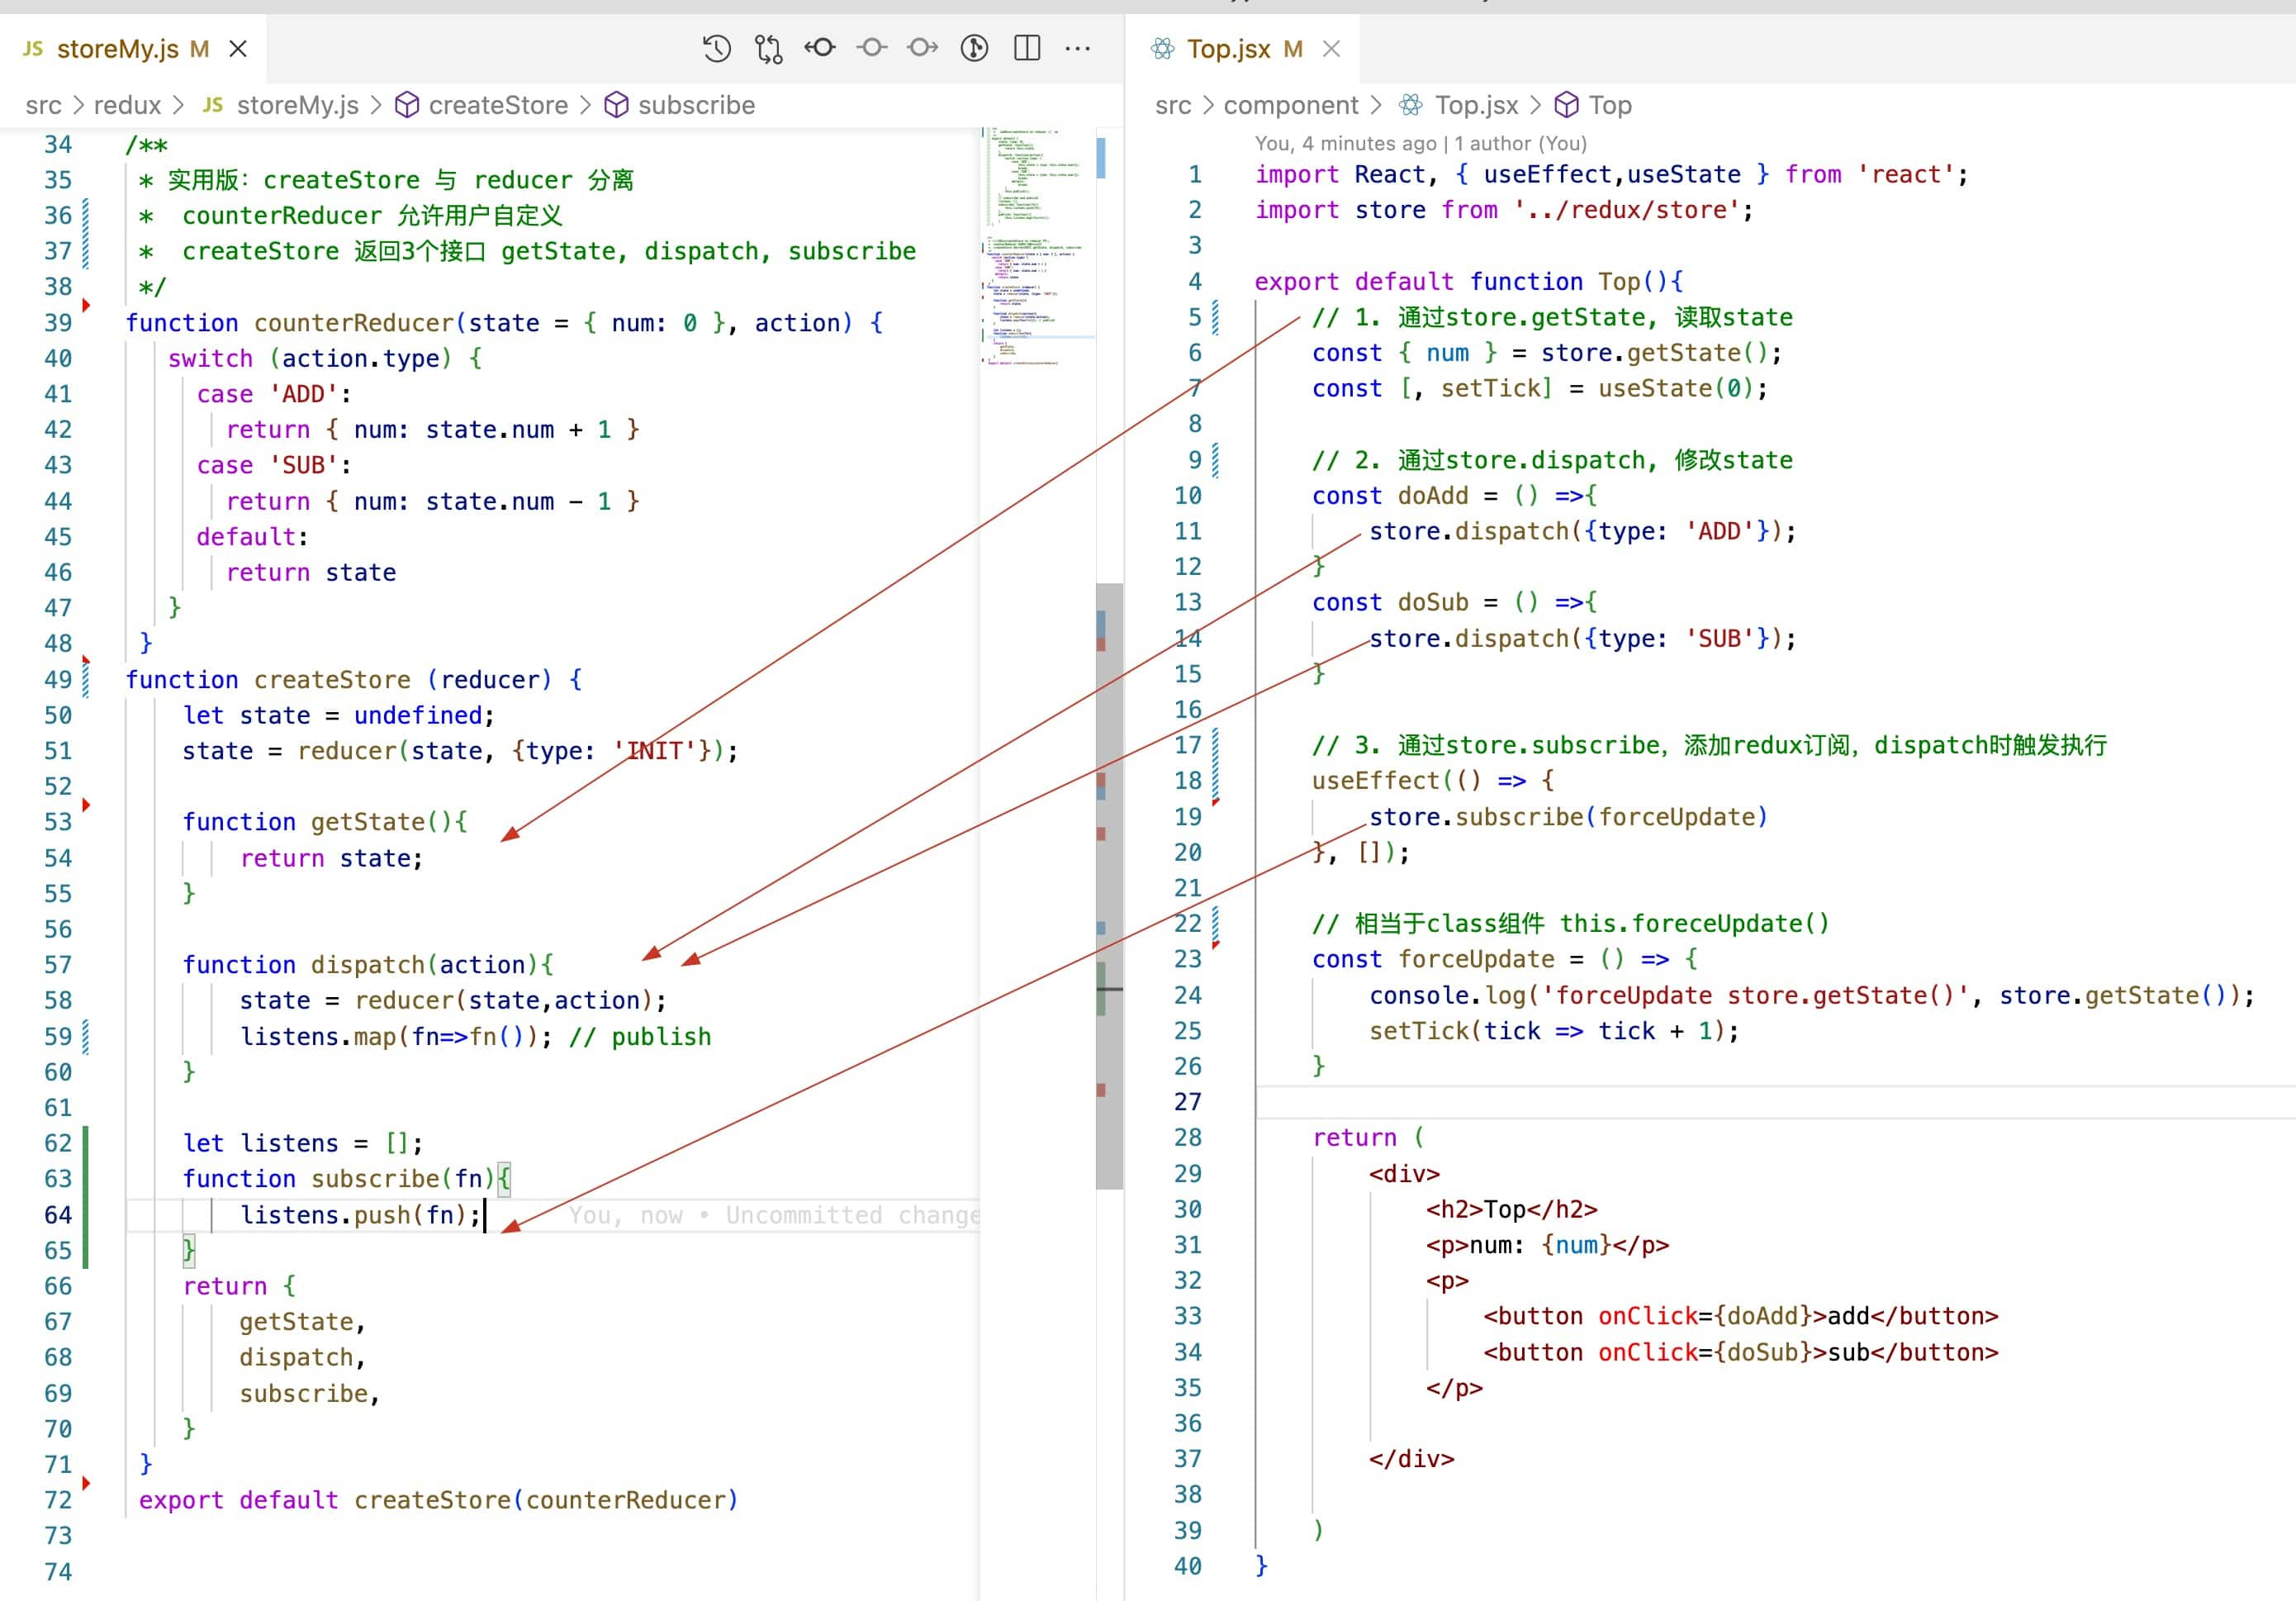 JS storeMy.js M
src > redux > JS storeMy.js > createStore > subscribe
34 /**
35 * 实用版：createStore 与 reducer 分离
36 * counterReducer 允许用户自定义
37 * createStore 返回3个接口 getState, dispatch, subscribe
38 */
39 function counterReducer(state = { num: 0 }, action) {
40 switch (action.type) {
41 case 'ADD':
42 return { num: state.num + 1 }
43 case 'SUB':
44 return { num: state.num − 1 }
45 default:
46 return state
47 }
48 }
49 function createStore (reducer) {
50 let state = undefined;
51 state = reducer(state, {type: 'INIT'});
52
53 function getState(){
54 return state;
55 }
56
57 function dispatch(action){
58 state = reducer(state,action);
59 listens.map(fn=>fn()); // publish
60 }
61
62 let listens = [];
63 function subscribe(fn){
64 listens.push(fn); You, now • Uncommitted change
65 }
66 return {
67 getState,
68 dispatch,
69 subscribe,
70 }
71 }
72 export default createStore(counterReducer)
73
74
Top.jsx M
src > component > Top.jsx > Top
You, 4 minutes ago | 1 author (You)
1 import React, { useEffect,useState } from 'react';
2 import store from '../redux/store';
3
4 export default function Top(){
5 // 1. 通过store.getState, 读取state
6 const { num } = store.getState();
7 const [, setTick] = useState(0);
8
9 // 2. 通过store.dispatch, 修改state
10 const doAdd = () =>{
11 store.dispatch({type: 'ADD'});
12 }
13 const doSub = () =>{
14 store.dispatch({type: 'SUB'});
15 }
16
17 // 3. 通过store.subscribe，添加redux订阅，dispatch时触发执行
18 useEffect(() => {
19 store.subscribe(forceUpdate)
20 }, []);
21
22 // 相当于class组件 this.foreceUpdate()
23 const forceUpdate = () => {
24 console.log('forceUpdate store.getState()', store.getState());
25 setTick(tick => tick + 1);
26 }
27
28 return (
29 <div>
30 <h2>Top</h2>
31 <p>num: {num}</p>
32 <p>
33 <button onClick={doAdd}>add</button>
34 <button onClick={doSub}>sub</button>
35 </p>
36
37 </div>
38
39 )
40 }